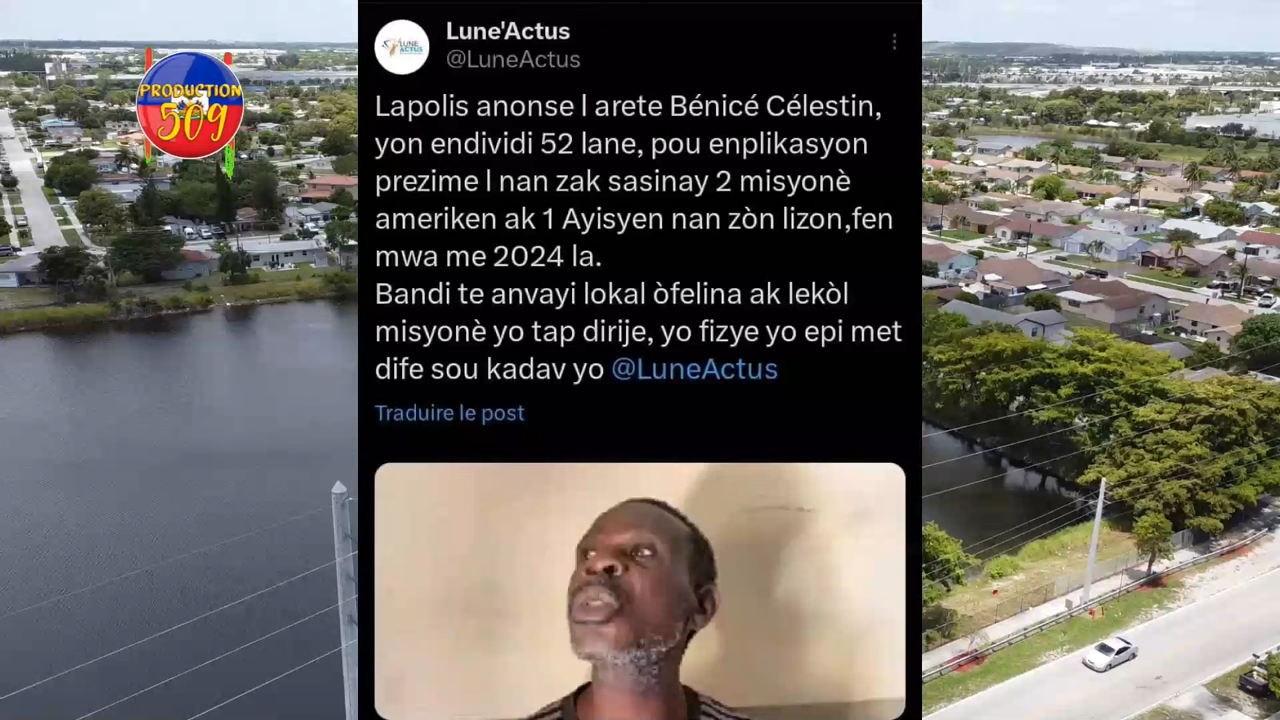 PRODUCTION
509
LUNE
ACTUS
Lune'Actus
@LuneActus
Lapolis anonse l arete Bénicé Célestin,
yon endividi 52 lane, pou enplikasyon
prezime l nan zak sasinay 2 misyonè
ameriken ak 1 Ayisyen nan zòn lizon,fen
mwa me 2024 la.
Bandi te anvayi lokal òfelina ak lekòl
misyonè yo tap dirije, yo fizye yo epi met
dife sou kadav yo @LuneActus
Traduire le post